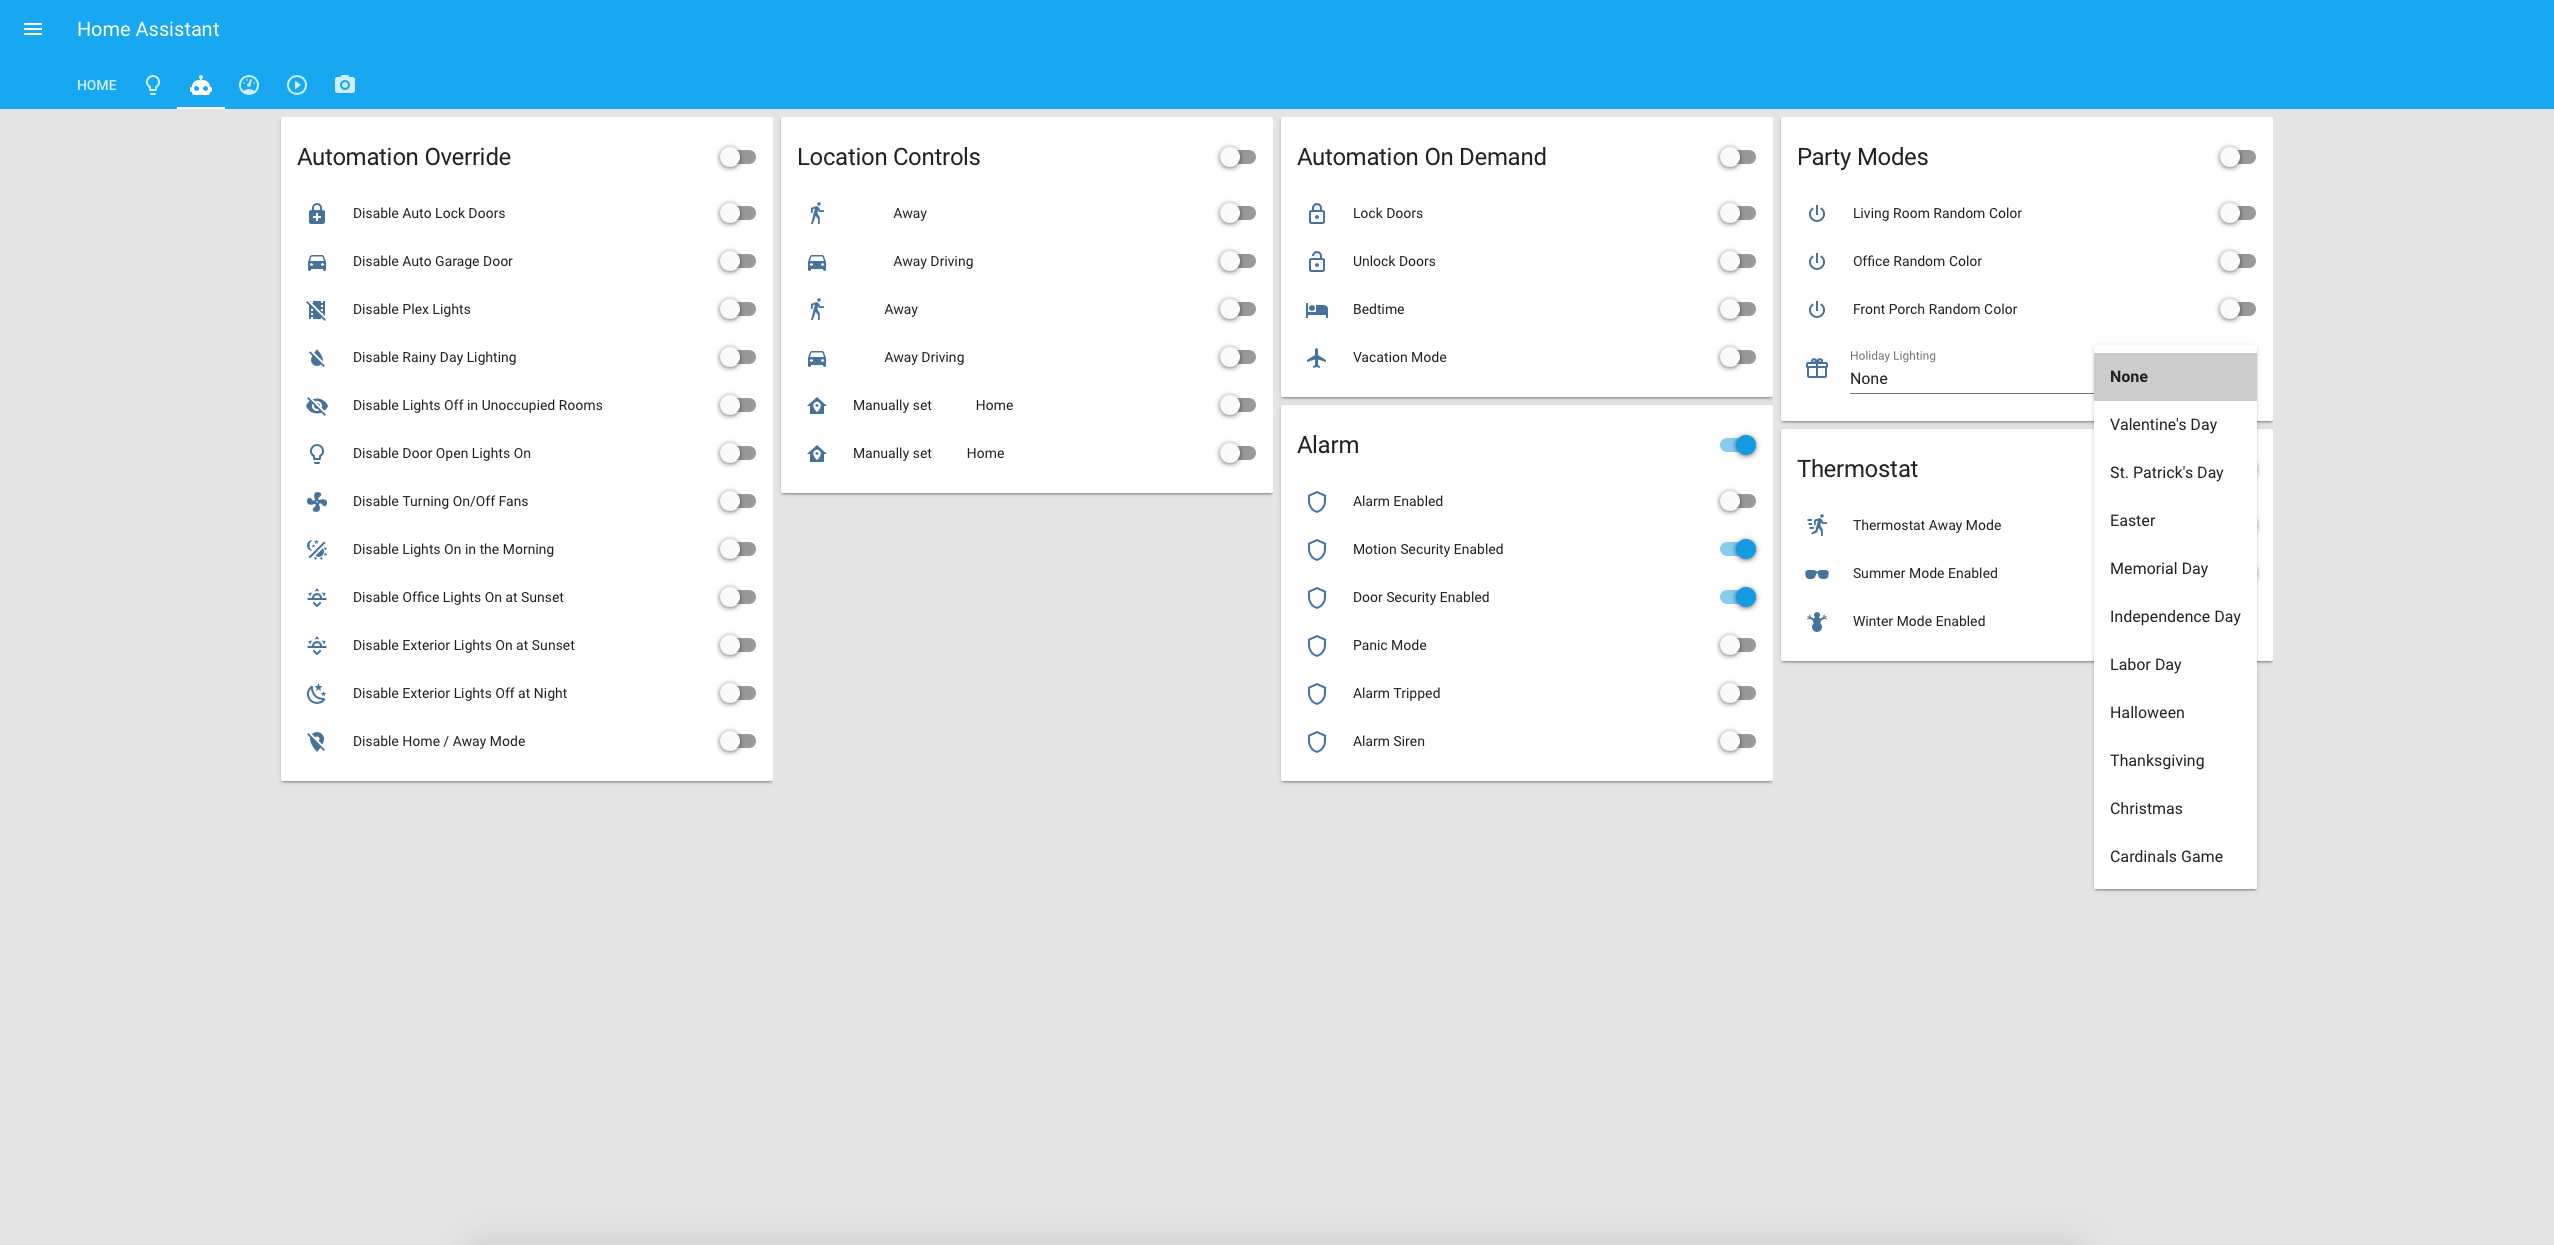 Home Assistant
HOME
Automation Override
Disable Auto Lock Doors
Disable Auto Garage Door
Disable Plex Lights
Disable Rainy Day Lighting
Disable Lights Off in Unoccupied Rooms
Disable Door Open Lights On
Disable Turning On/Off Fans
Disable Lights On in the Morning
Disable Office Lights On at Sunset
Disable Exterior Lights On at Sunset
Disable Exterior Lights Off at Night
Disable Home / Away Mode
Location Controls
Away
Away Driving
Away
Away Driving
Manually set Home
Manually set Home
Automation On Demand
Lock Doors
Unlock Doors
Bedtime
Vacation Mode
Alarm
Alarm Enabled
Motion Security Enabled
Door Security Enabled
Panic Mode
Alarm Tripped
Alarm Siren
Party Modes
Living Room Random Color
Office Random Color
Front Porch Random Color
Holiday Lighting
None
Thermostat
Thermostat Away Mode
Summer Mode Enabled
Winter Mode Enabled
None
Valentine's Day
St. Patrick's Day
Easter
Memorial Day
Independence Day
Labor Day
Halloween
Thanksgiving
Christmas
Cardinals Game